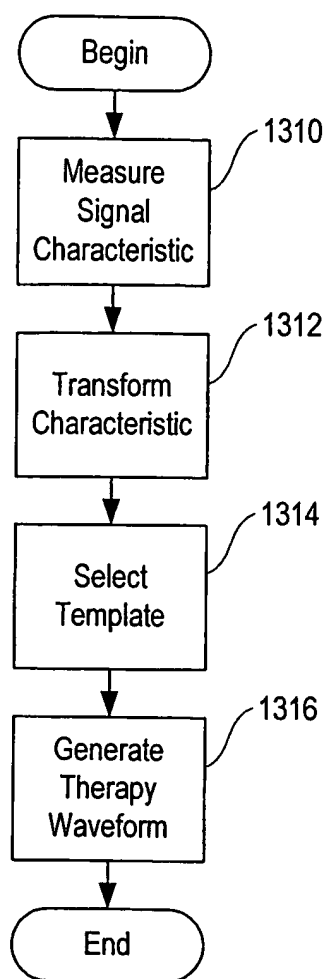 Begin
1310
Measure
Signal
Characteristic
1312
Transform
Characteristic
1314
Select
Template
1316
Generate
Therapy
Waveform
End